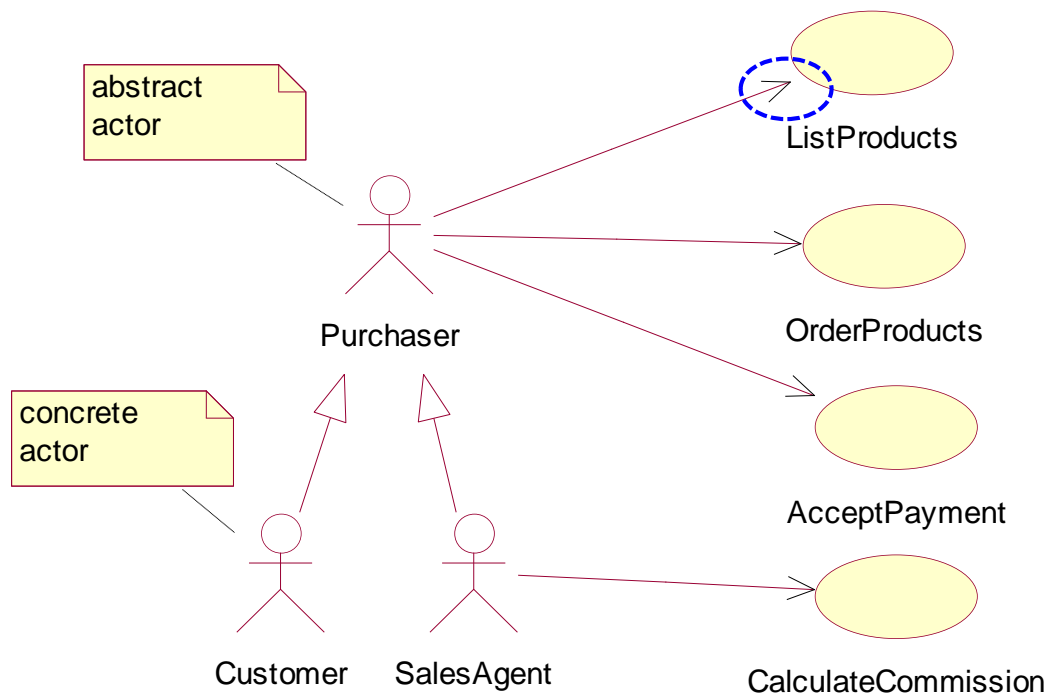 abstract
actor
ListProducts
Purchaser
OrderProducts
concrete
actor
AcceptPayment
Customer
SalesAgent
CalculateCommission